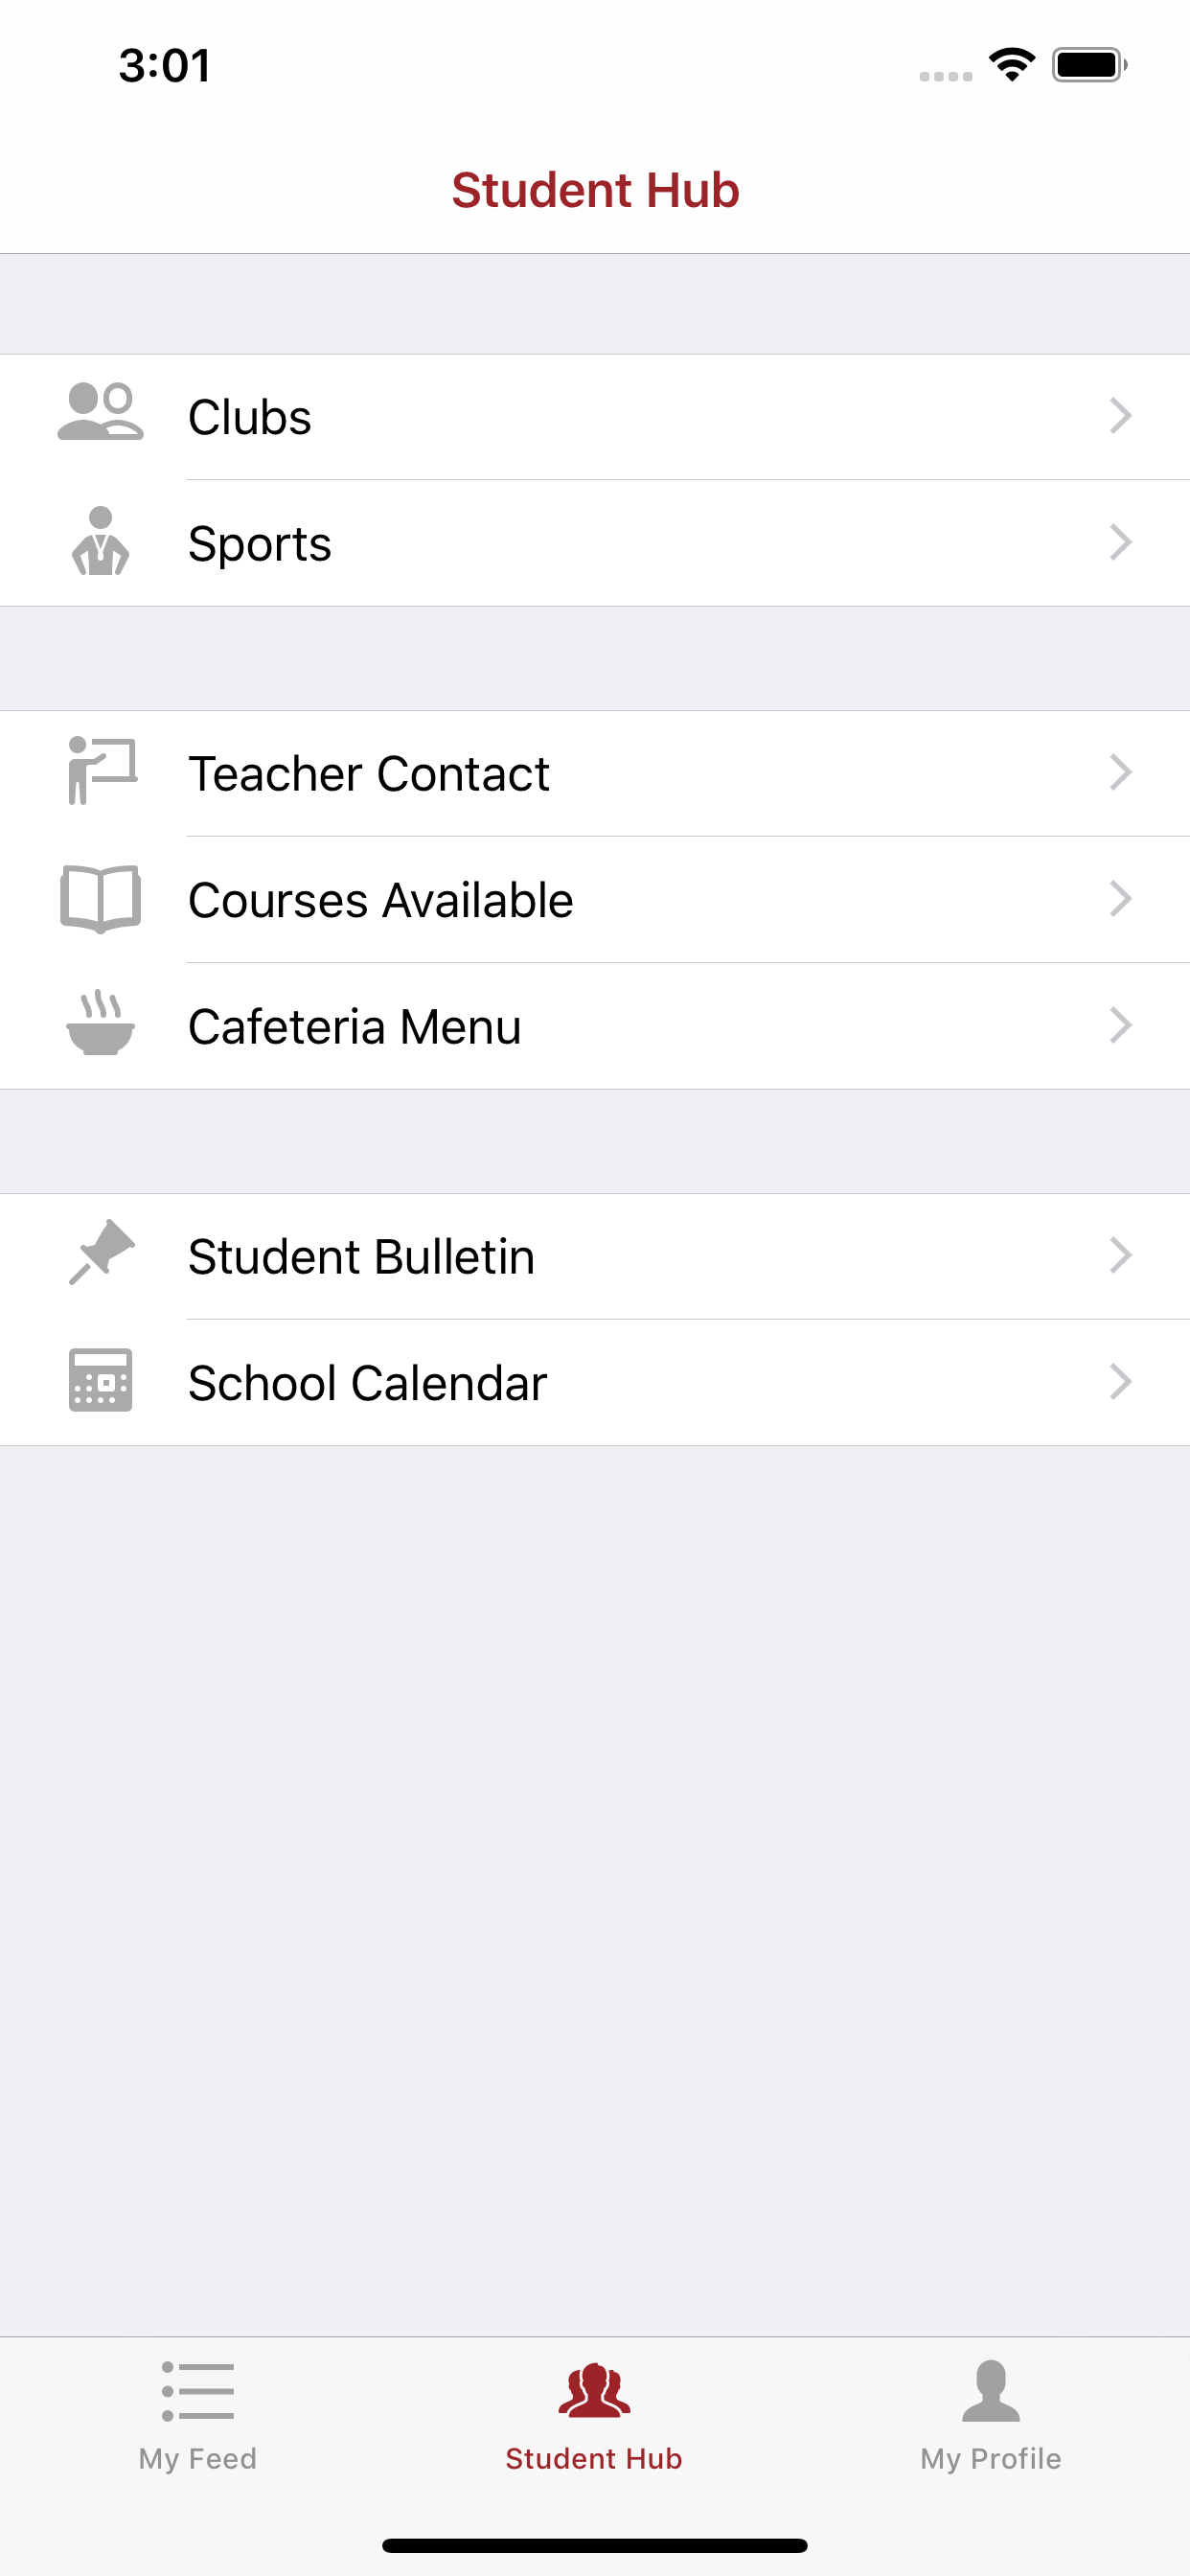 3:01
Student Hub
Clubs
Sports
Teacher Contact
Courses Available
Cafeteria Menu
Student Bulletin
School Calendar
My Feed
Student Hub
My Profile